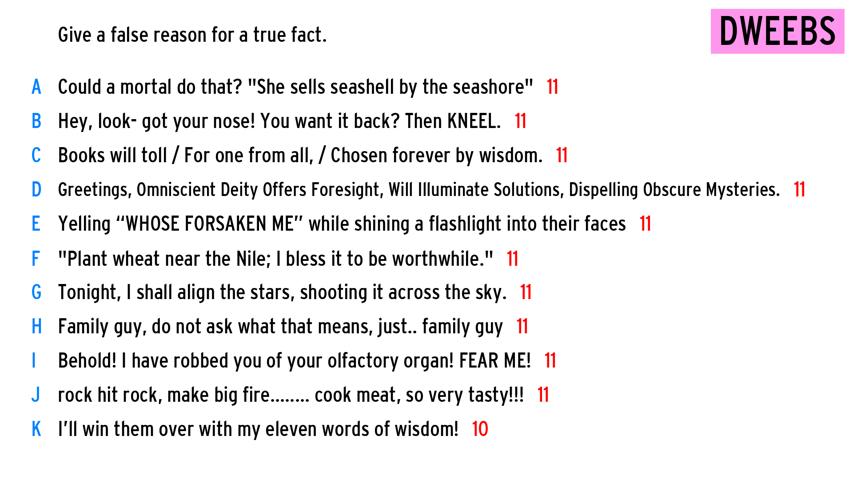 Give a false reason for a true fact.
DWEEBS
A Could a mortal do that? "She sells seashell by the seashore" 11
B Hey, look- got your nose! You want it back? Then KNEEL. 11
C Books will toll / For one from all, / Chosen forever by wisdom. 11
D Greetings, Omniscient Deity Offers Foresight, Will Illuminate Solutions, Dispelling Obscure Mysteries. 11
E Yelling “WHOSE FORSAKEN ME” while shining a flashlight into their faces 11
F "Plant wheat near the Nile; I bless it to be worthwhile." 11
G Tonight, I shall align the stars, shooting it across the sky. 11
H Family guy, do not ask what that means, just.. family guy 11
I Behold! I have robbed you of your olfactory organ! FEAR ME! 11
J rock hit rock, make big fire........ cook meat, so very tasty!!! 11
K I’ll win them over with my eleven words of wisdom! 10